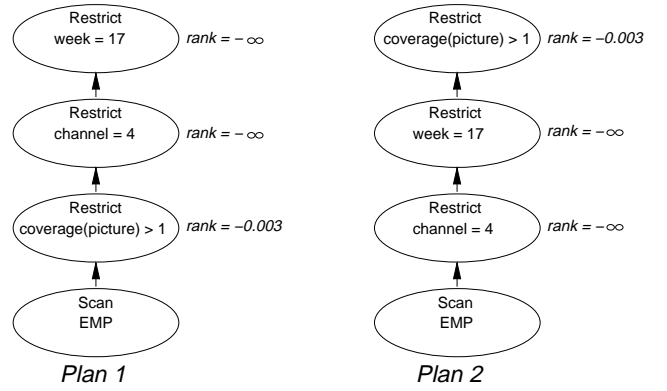 Restrict
week = 17
rank = – ∞
Restrict
channel = 4
rank = – ∞
Restrict
coverage(picture) > 1
rank = –0.003
Scan
EMP
Plan 1
Restrict
coverage(picture) > 1
rank = –0.003
Restrict
week = 17
rank = –∞
Restrict
channel = 4
rank = –∞
Scan
EMP
Plan 2